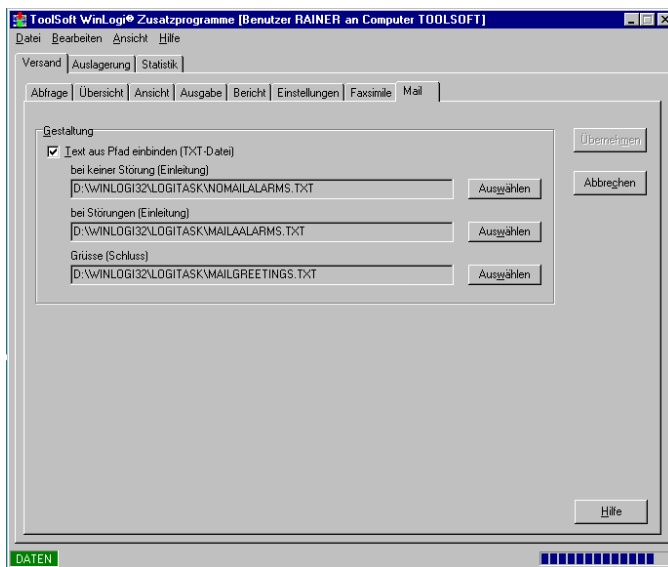 ToolSoft WinLogi® Zusatzprogramme [Benutzer RAINER an Computer TOOLSOFT]
Datei Bearbeiten Ansicht Hilfe
Versand Auslagerung Statistik
Abfrage Übersicht Ansicht Ausgabe Bericht Einstellungen Faxsimile Mail
Gestaltung
Text aus Pfad einbinden (TXT-Datei)
Übernehmen
bei keiner Störung (Einleitung)
D:\WINLOGI32\LOGITASK\NOMAILALARMS.TXT Auswählen Abbrechen
bei Störungen (Einleitung)
D:\WINLOGI32\LOGITASK\MAILAALARMS.TXT Auswählen
Grüsse (Schluss)
D:\WINLOGI32\LOGITASK\MAILGREETINGS.TXT Auswählen
Hilfe
DATEN